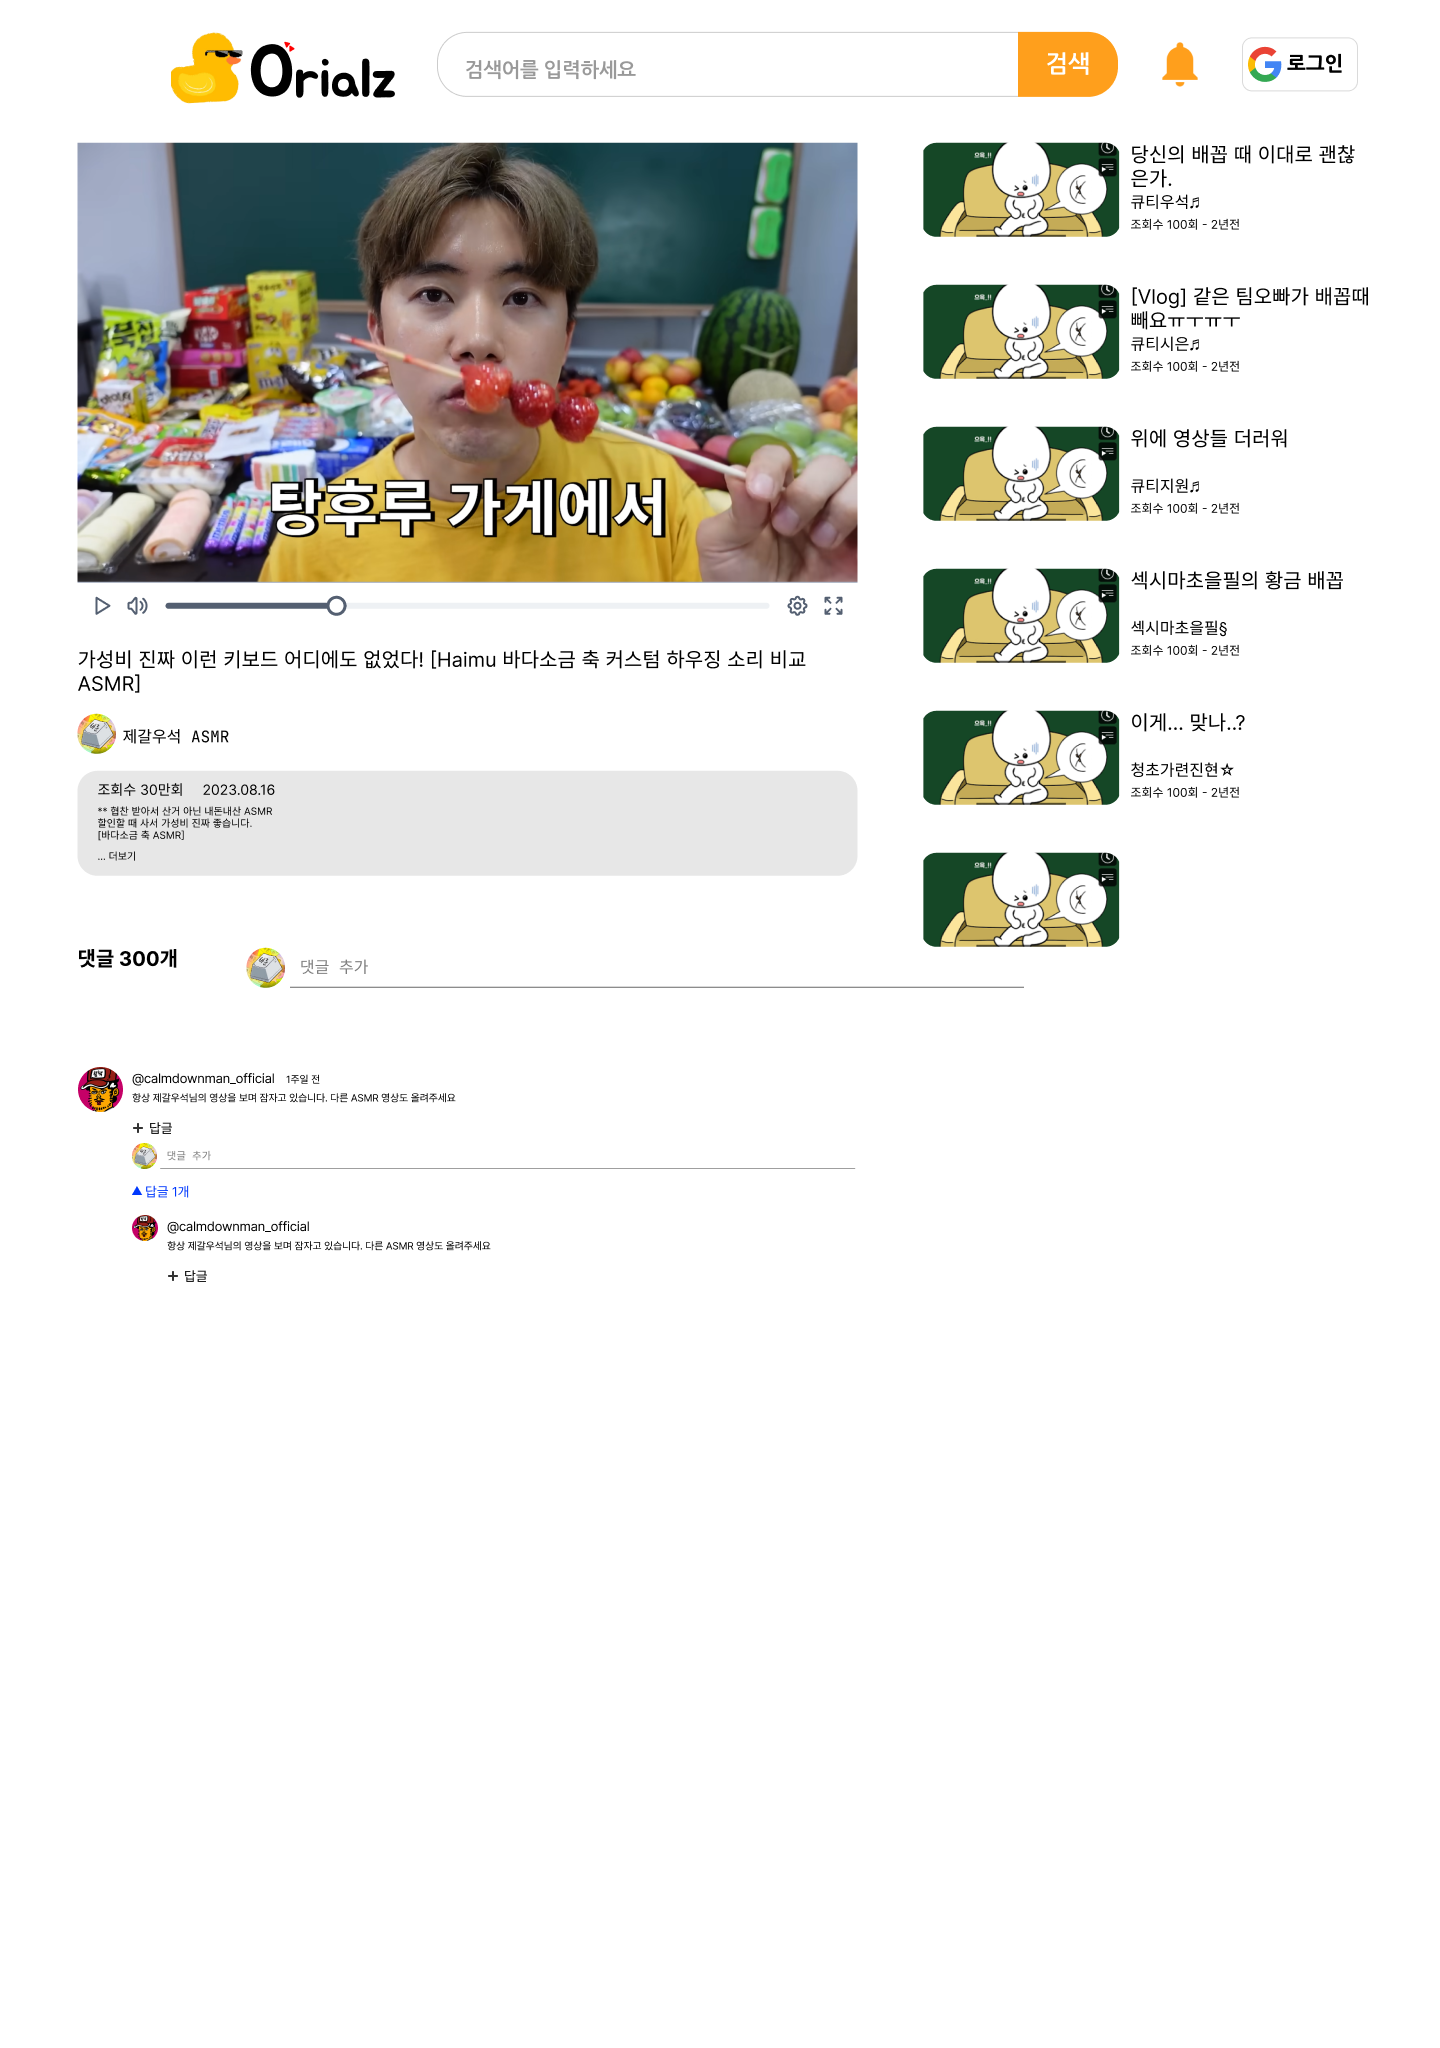 Orialz
검색어를 입력하세요
검색
로그인
탕후루 가게에서
가성비 진짜 이런 키보드 어디에도 없었다! [Haimu 바다소금 축 커스텀 하우징 소리 비교
ASMR]
제갈우석 ASMR
조회수 30만회 2023.08.16
** 협찬 받아서 산거 아닌 내돈내산 ASMR
할인할 때 사서 가성비 진짜 좋습니다.
[바다소금 축 ASMR]
... 더보기
댓글 300개
댓글 추가
@calmdownman_official 1주일 전
항상 제갈우석님의 영상을 보며 잠자고 있습니다. 다른 ASMR 영상도 올려주세요
+ 답글
댓글 추가
▲답글 1개
@calmdownman_official
항상 제갈우석님의 영상을 보며 잠자고 있습니다. 다른 ASMR 영상도 올려주세요
+ 답글
당신의 배꼽 때 이대로 괜찮
은가.
큐티우석♬
조회수 100회 - 2년전
[Vlog] 같은 팀오빠가 배꼽때
빼요ㅠㅜㅠㅜ
큐티시은♬
조회수 100회 - 2년전
위에 영상들 더러워
큐티지원♬
조회수 100회 - 2년전
섹시마초을필의 황금 배꼽
섹시마초을필§
조회수 100회 - 2년전
이게... 맞나..?
청초가련진현☆
조회수 100회 - 2년전